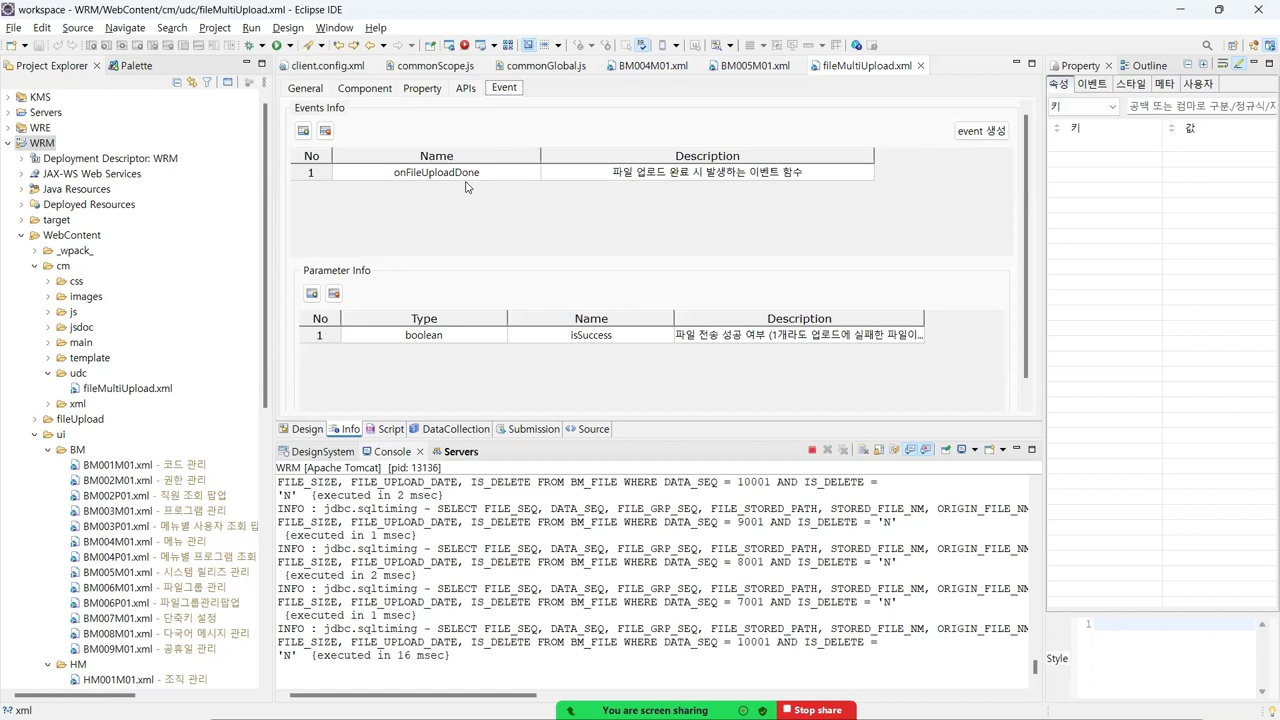 workspace - WRM/WebContent/cm/udc/fileMultiUpload.xml - Eclipse IDE
File Edit Source Navigate Search Project Run Design Window Help
Project Explorer
Palette
client.config.xml
commonScope.js
commonGlobal.js
BM004M01.xml
BM005M01.xml
fileMultiUpload.xml
Property
Outline
KMS
Servers
WRE
WRM
Deployment Descriptor: WRM
JAX-WS Web Services
Java Resources
Deployed Resources
target
WebContent
_wpack_
cm
css
images
js
jsdoc
main
template
udc
fileMultiUpload.xml
xml
fileUpload
ui
BM
BM001M01.xml - 코드 관리
BM002M01.xml - 권한 관리
BM002P01.xml - 직원 조회 팝업
BM003M01.xml - 프로그램 관리
BM003P01.xml - 메뉴별 사용자 조회 팝
BM004M01.xml - 메뉴 관리
BM004P01.xml - 메뉴별 프로그램 조회
BM005M01.xml - 시스템 릴리즈 관리
BM006M01.xml - 파일그룹 관리
BM006P01.xml - 파일그룹관리팝업
BM007M01.xml - 단축키 설정
BM008M01.xml - 다국어 메시지 관리
BM009M01.xml - 공휴일 관리
HM
HM001M01.xml - 조직 관리
General Component Property APIs Event
Events Info
event 생성
No Name Description
1 onFileUploadDone 파일 업로드 완료 시 발생하는 이벤트 함수
Parameter Info
No Type Name Description
1 boolean isSuccess 파일 전송 성공 여부 (1개라도 업로드에 실패한 파일이...
Design Info Script DataCollection Submission Source
DesignSystem Console Servers
WRM [Apache Tomcat] [pid: 13136]
FILE_SIZE, FILE_UPLOAD_DATE, IS_DELETE FROM BM_FILE WHERE DATA_SEQ = 10001 AND IS_DELETE =
'N' {executed in 2 msec}
INFO : jdbc.sqltiming - SELECT FILE_SEQ, DATA_SEQ, FILE_GRP_SEQ, FILE_STORED_PATH, STORED_FILE_NM, ORIGIN_FILE_NM
FILE_SIZE, FILE_UPLOAD_DATE, IS_DELETE FROM BM_FILE WHERE DATA_SEQ = 9001 AND IS_DELETE = 'N'
{executed in 1 msec}
INFO : jdbc.sqltiming - SELECT FILE_SEQ, DATA_SEQ, FILE_GRP_SEQ, FILE_STORED_PATH, STORED_FILE_NM, ORIGIN_FILE_NM
FILE_SIZE, FILE_UPLOAD_DATE, IS_DELETE FROM BM_FILE WHERE DATA_SEQ = 8001 AND IS_DELETE = 'N'
{executed in 2 msec}
INFO : jdbc.sqltiming - SELECT FILE_SEQ, DATA_SEQ, FILE_GRP_SEQ, FILE_STORED_PATH, STORED_FILE_NM, ORIGIN_FILE_NM
FILE_SIZE, FILE_UPLOAD_DATE, IS_DELETE FROM BM_FILE WHERE DATA_SEQ = 7001 AND IS_DELETE = 'N'
{executed in 1 msec}
INFO : jdbc.sqltiming - SELECT FILE_SEQ, DATA_SEQ, FILE_GRP_SEQ, FILE_STORED_PATH, STORED_FILE_NM, ORIGIN_FILE_NM
FILE_SIZE, FILE_UPLOAD_DATE, IS_DELETE FROM BM_FILE WHERE DATA_SEQ = 10001 AND IS_DELETE =
'N' {executed in 16 msec}
속성 이벤트 스타일 메타 사용자
키 공백 또는 컴마로 구분./정규식/지
키 값
1
Style
xml
You are screen sharing
Stop share